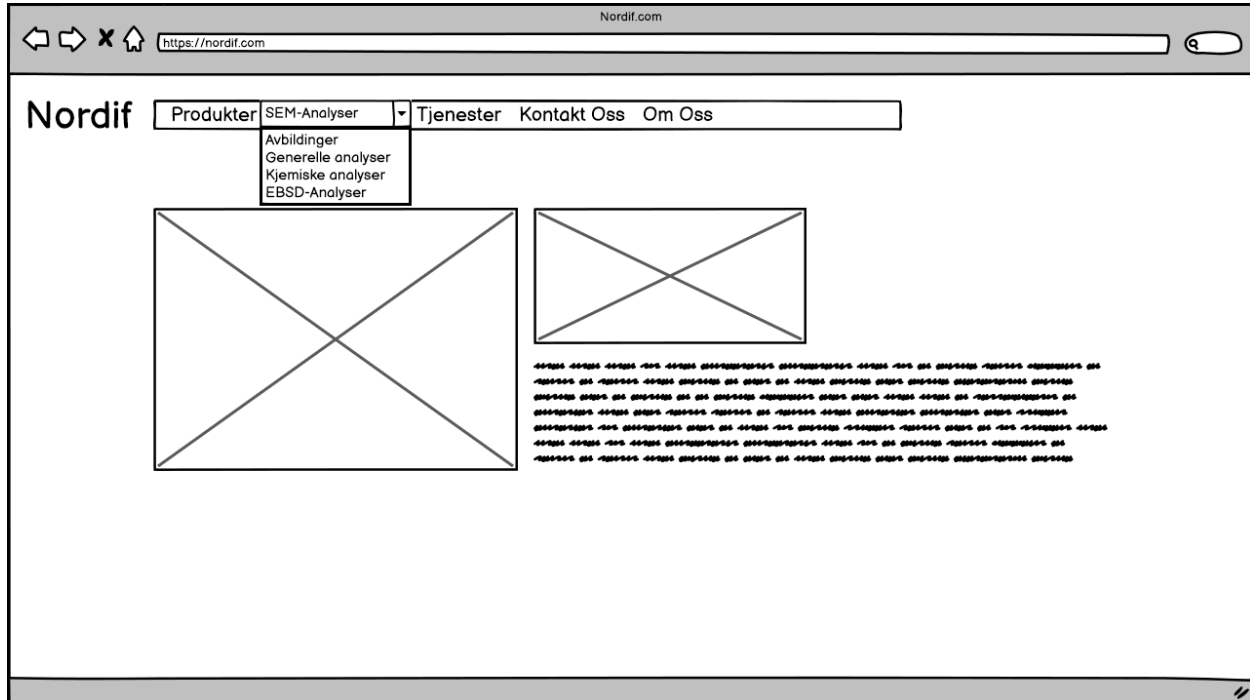 Nordif.com
https://nordif.com
Nordif
Produkter SEM-Analyser Tjenester Kontakt Oss Om Oss
Avbildinger
Generelle analyser
Kjemiske analyser
EBSD-Analyser